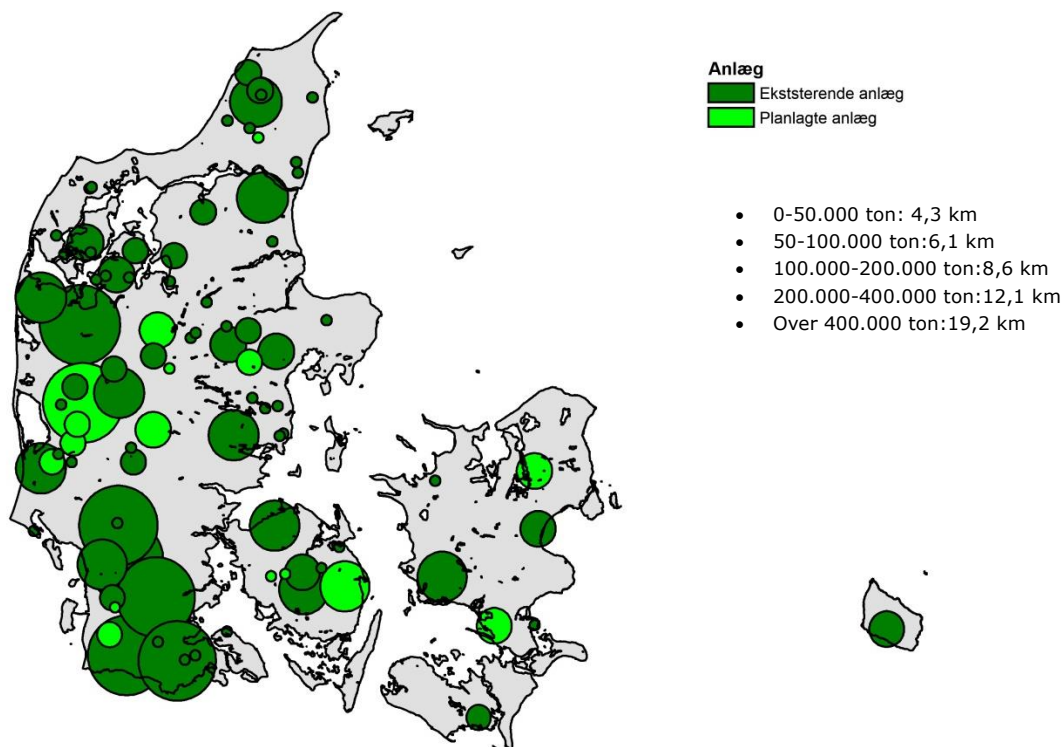 Anlæg
Ekststerende anlæg
Planlagte anlæg
• 0-50.000 ton: 4,3 km
• 50-100.000 ton:6,1 km
• 100.000-200.000 ton:8,6 km
• 200.000-400.000 ton:12,1 km
• Over 400.000 ton:19,2 km